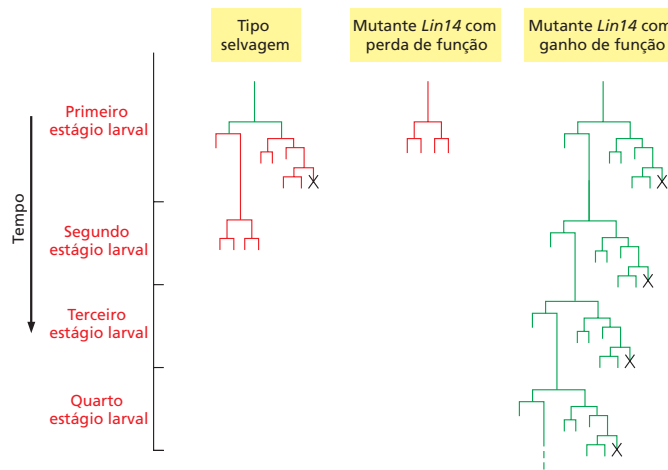 Tipo
selvagem
Mutante Lin14 com
perda de função
Mutante Lin14 com
ganho de função
Tempo
Primeiro
estágio larval
Segundo
estágio larval
Terceiro
estágio larval
Quarto
estágio larval